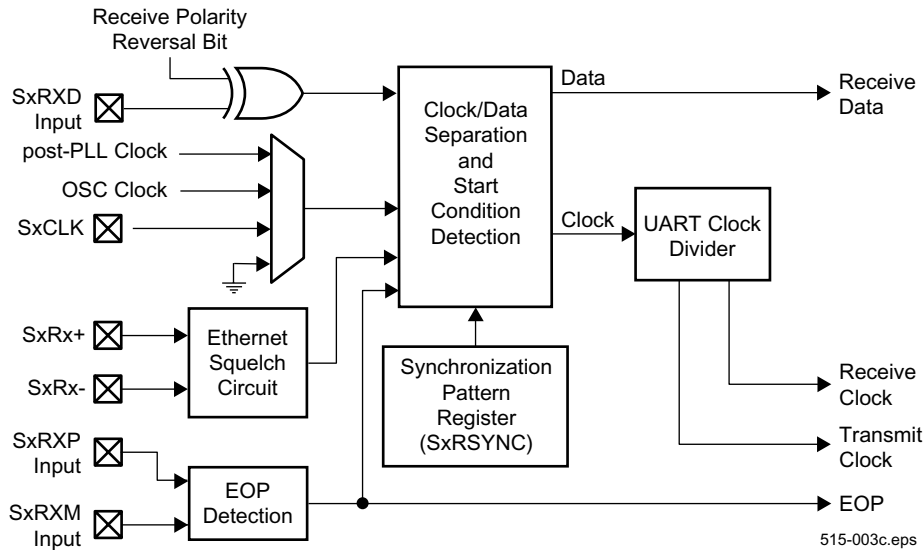 Receive Polarity
Reversal Bit
SxRXD
Input
post-PLL Clock
OSC Clock
SxCLK
Clock/Data
Separation
and
Start
Condition
Detection
Data
Receive
Data
Clock
UART Clock
Divider
SxRx+
SxRx-
Ethernet
Squelch
Circuit
Synchronization
Pattern
Register
(SxRSYNC)
Receive
Clock
Transmit
Clock
SxRXP
Input
SxRXM
Input
EOP
Detection
EOP
515-003c.eps